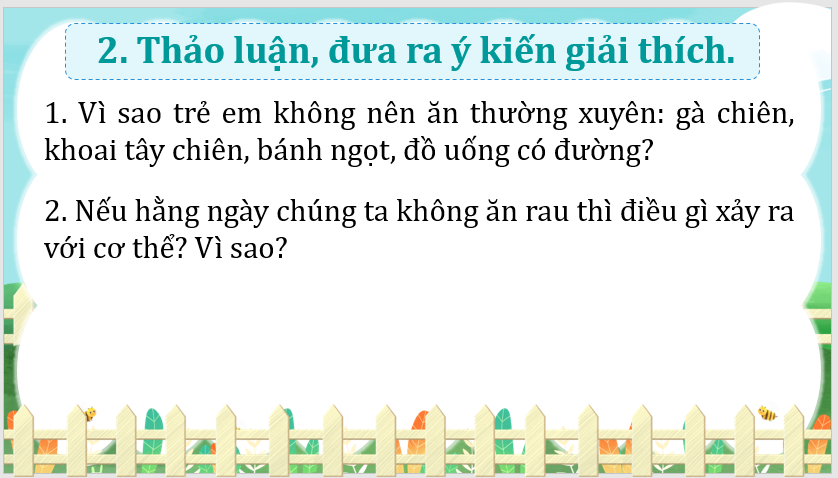 2. Thảo luận, đưa ra ý kiến giải thích.
1. Vì sao trẻ em không nên ăn thường xuyên: gà chiên,
khoai tây chiên, bánh ngọt, đồ uống có đường?
2. Nếu hằng ngày chúng ta không ăn rau thì điều gì xảy ra
với cơ thể? Vì sao?